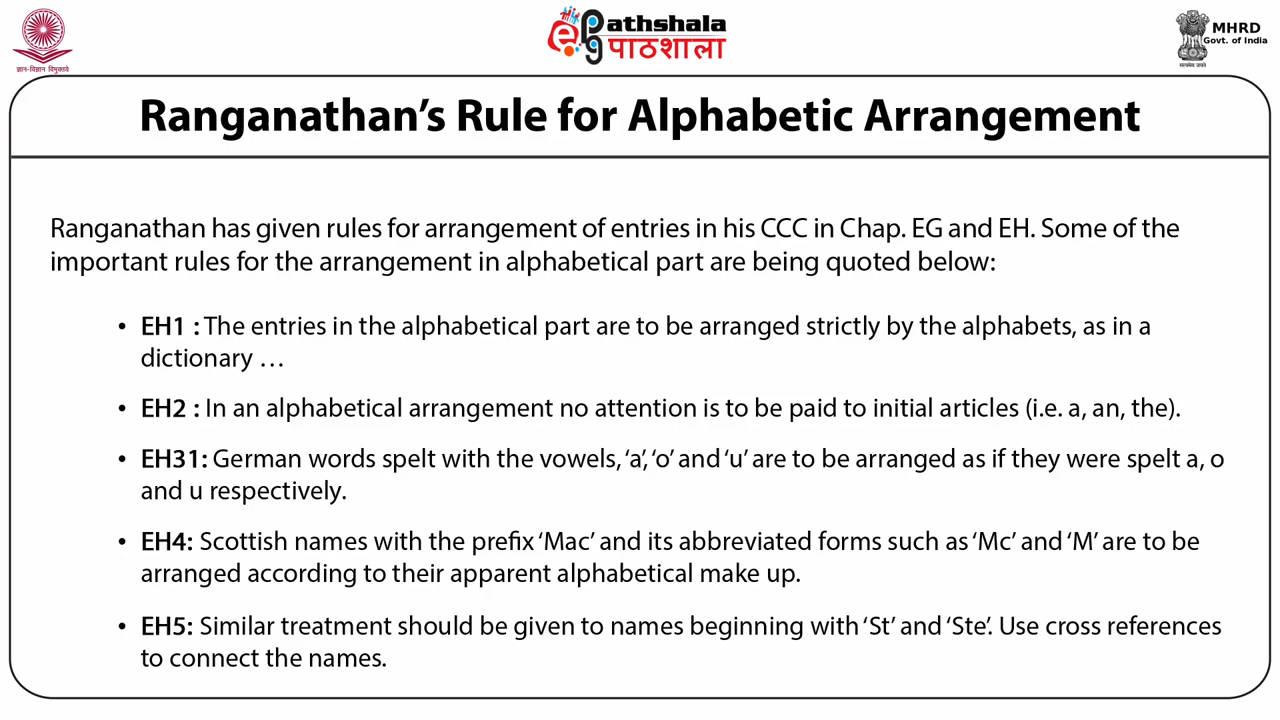 ज्ञान-विज्ञान विमुक्तये
ePathshala
पाठशाला
MHRD
Govt. of India
सत्यमेव जयते
Ranganathan’s Rule for Alphabetic Arrangement
Ranganathan has given rules for arrangement of entries in his CCC in Chap. EG and EH. Some of the
important rules for the arrangement in alphabetical part are being quoted below:
• EH1 : The entries in the alphabetical part are to be arranged strictly by the alphabets, as in a
dictionary …
• EH2 : In an alphabetical arrangement no attention is to be paid to initial articles (i.e. a, an, the).
• EH31: German words spelt with the vowels, ‘a’, ‘o’ and ‘u’ are to be arranged as if they were spelt a, o
and u respectively.
• EH4: Scottish names with the prefix ‘Mac’ and its abbreviated forms such as ‘Mc’ and ‘M’ are to be
arranged according to their apparent alphabetical make up.
• EH5: Similar treatment should be given to names beginning with ‘St’ and ‘Ste’. Use cross references
to connect the names.